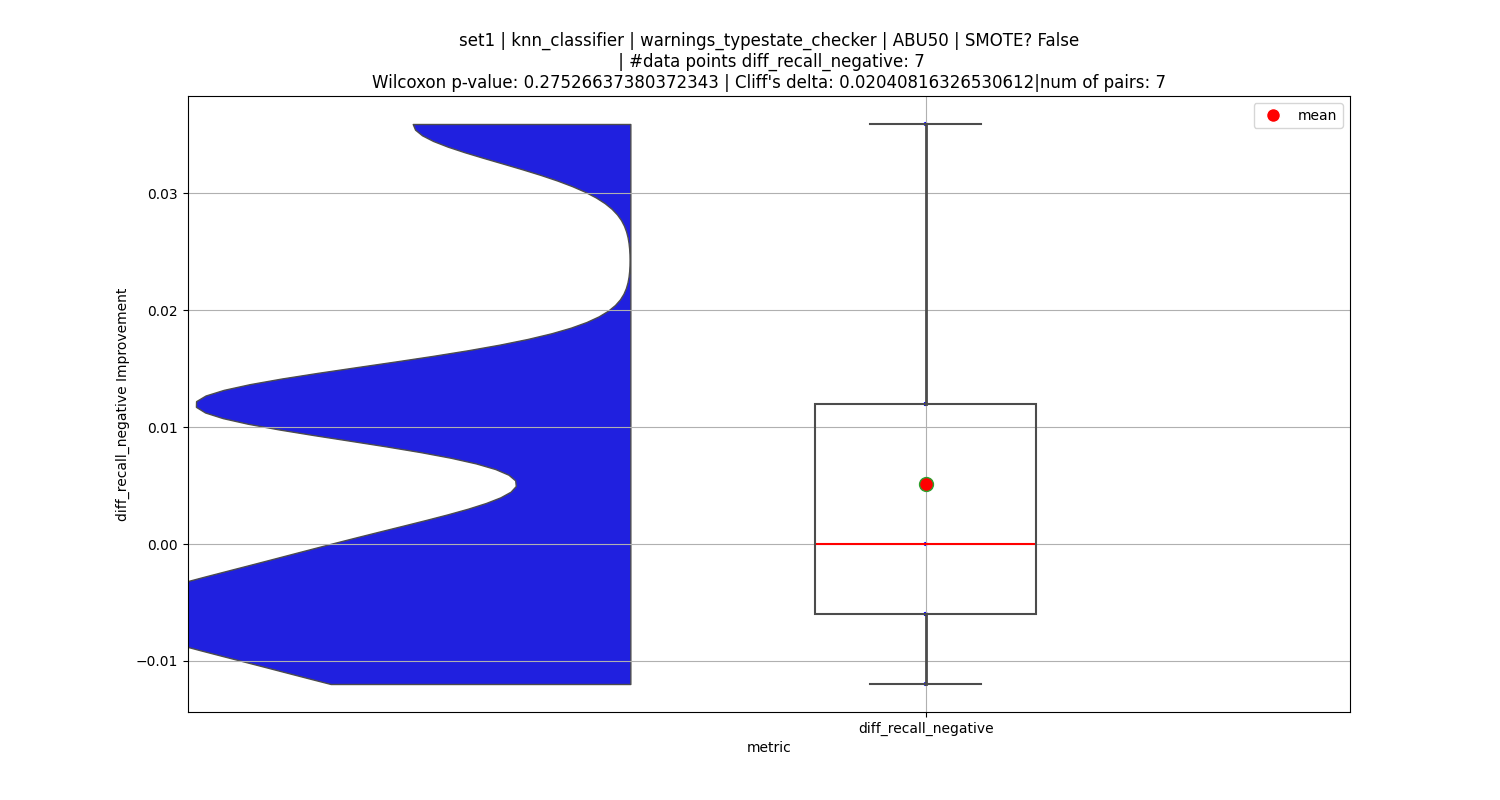 set1 | knn_classifier | warnings_typestate_checker | ABU50 | SMOTE? False
| #data points diff_recall_negative: 7
Wilcoxon p-value: 0.27526637380372343 | Cliff's delta: 0.02040816326530612|num of pairs: 7
mean
0.03
0.02
0.01
0.00
−0.01
diff_recall_negative Improvement
diff_recall_negative
metric